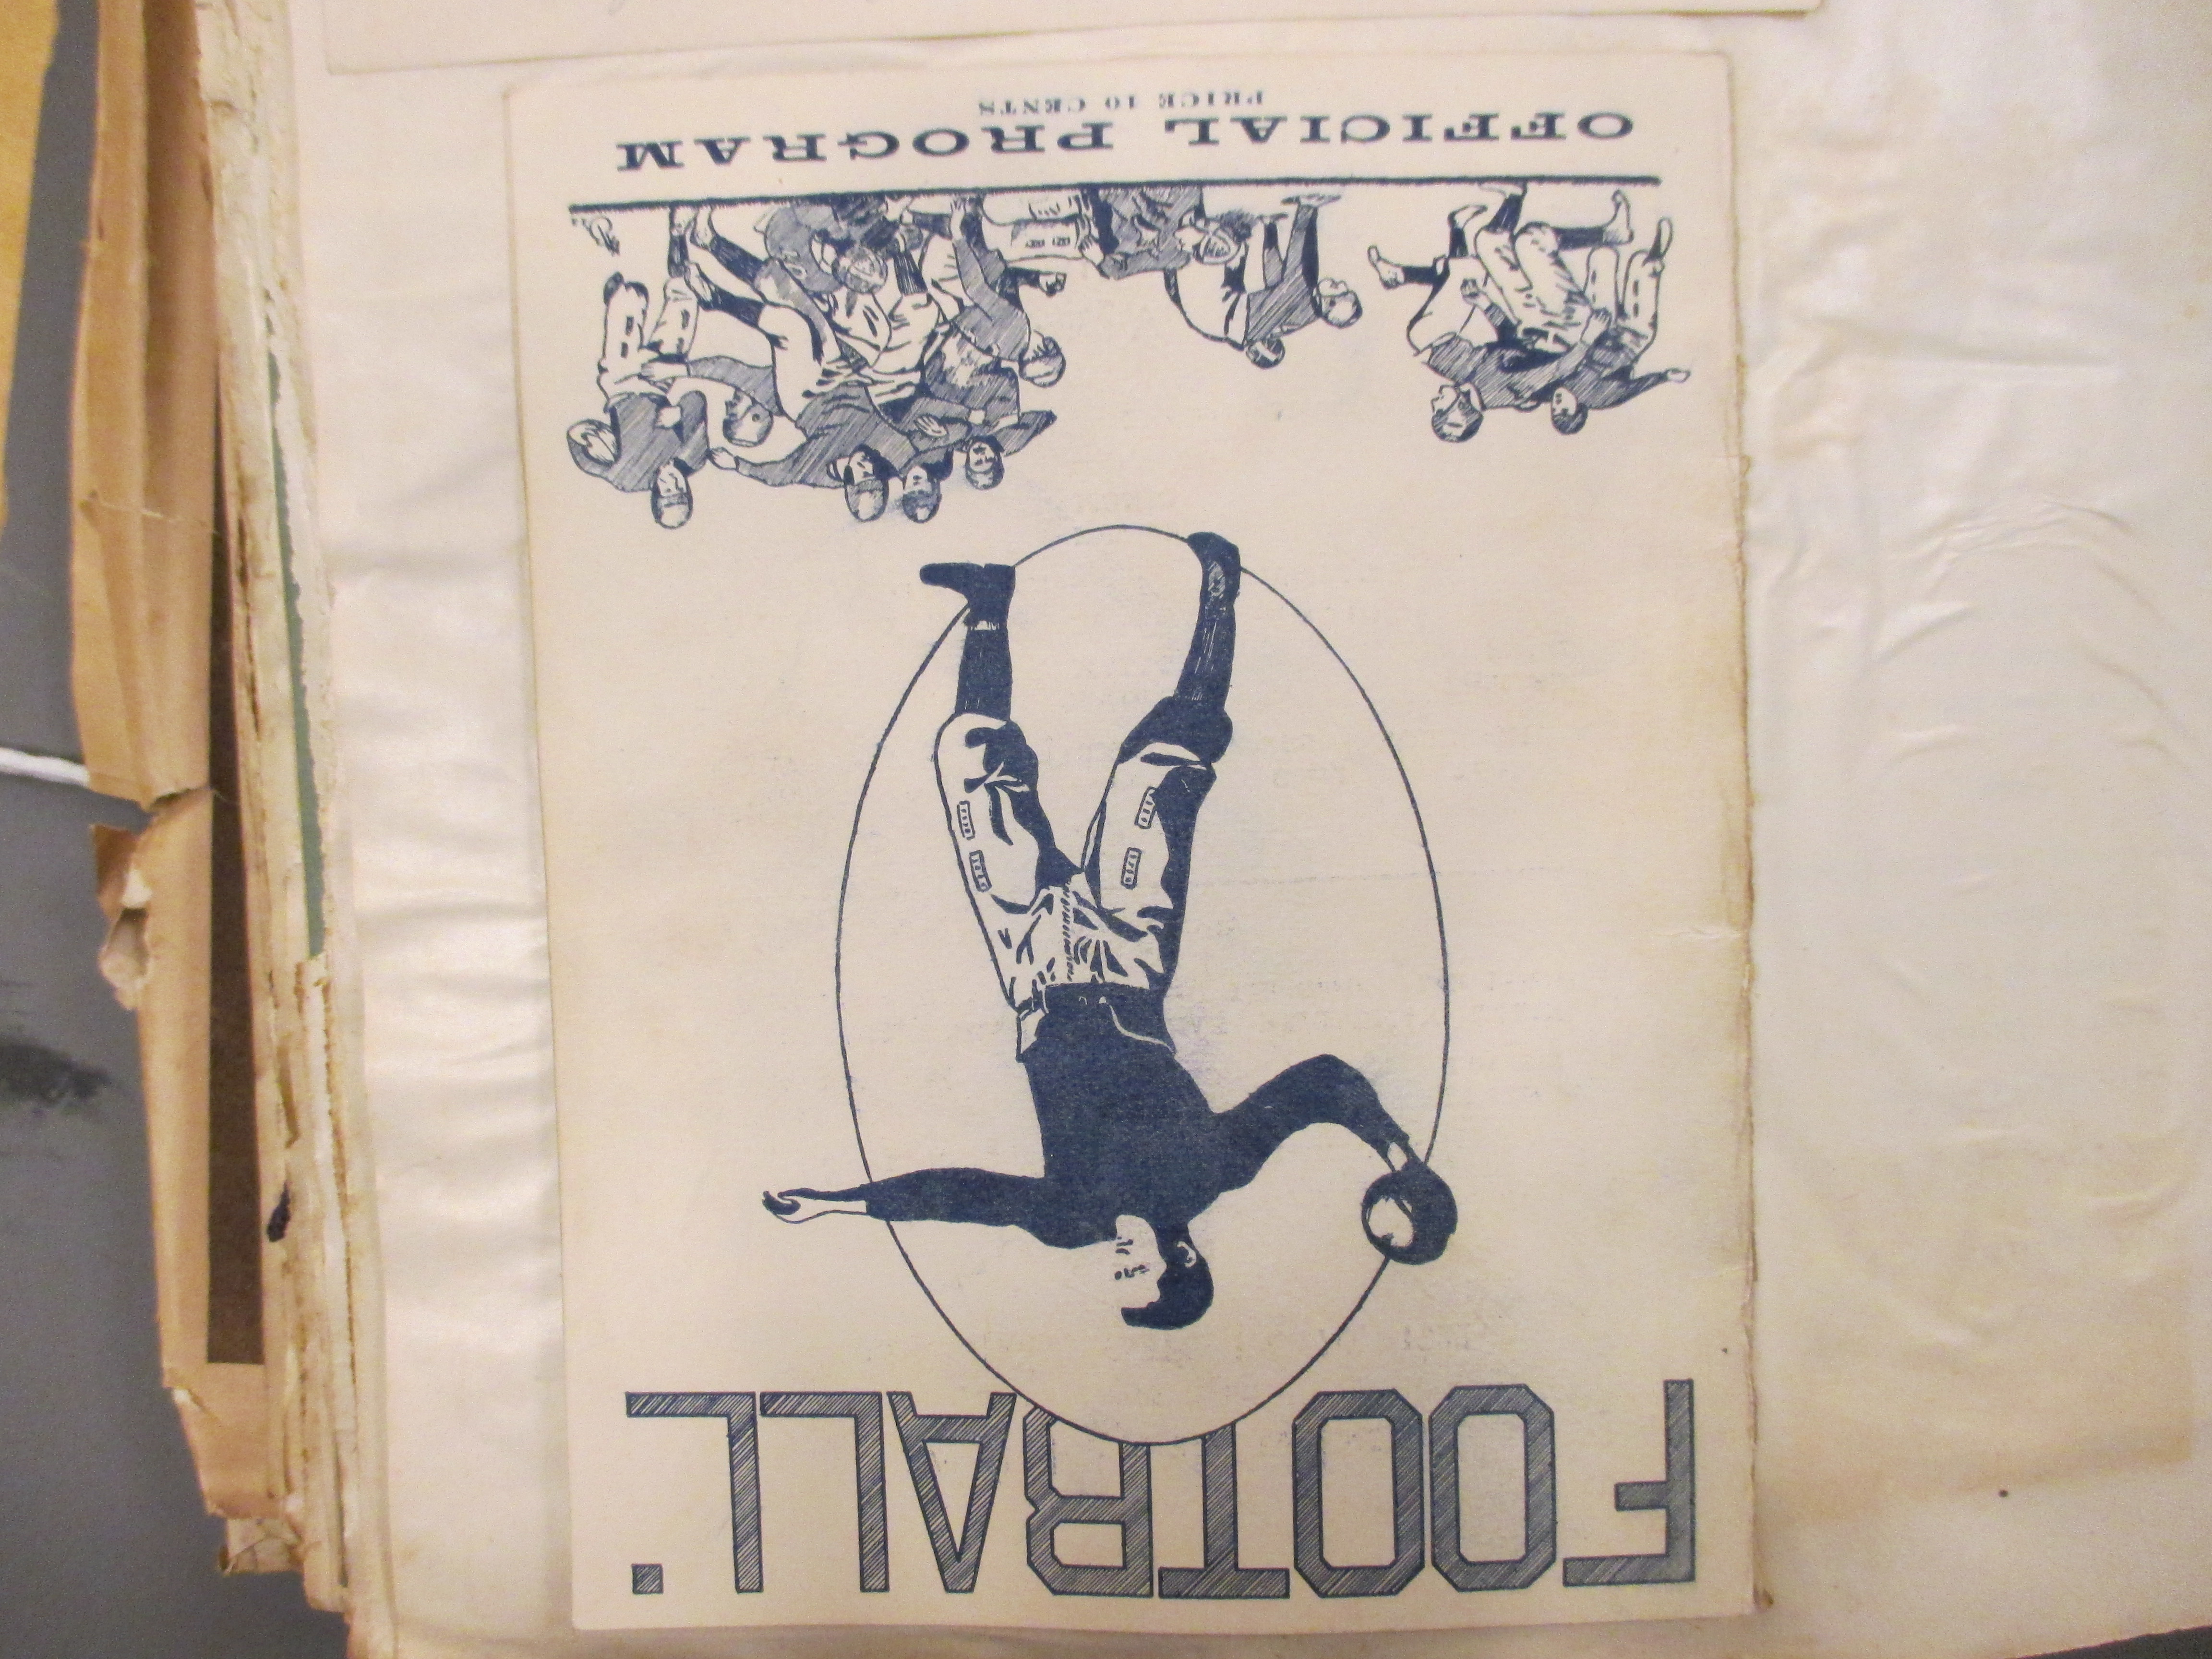 FOOTBALL
OFFICIAL PROGRAM
PRICE 10 CENTS